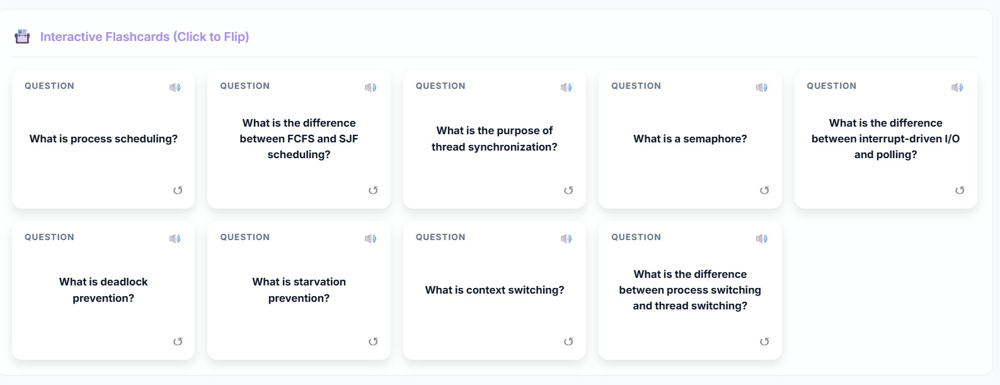 Interactive Flashcards (Click to Flip)
QUESTION
What is process scheduling?
QUESTION
What is the difference
between FCFS and SJF
scheduling?
QUESTION
What is the purpose of
thread synchronization?
QUESTION
What is a semaphore?
QUESTION
What is the difference
between interrupt-driven I/O
and polling?
QUESTION
What is deadlock
prevention?
QUESTION
What is starvation
prevention?
QUESTION
What is context switching?
QUESTION
What is the difference
between process switching
and thread switching?